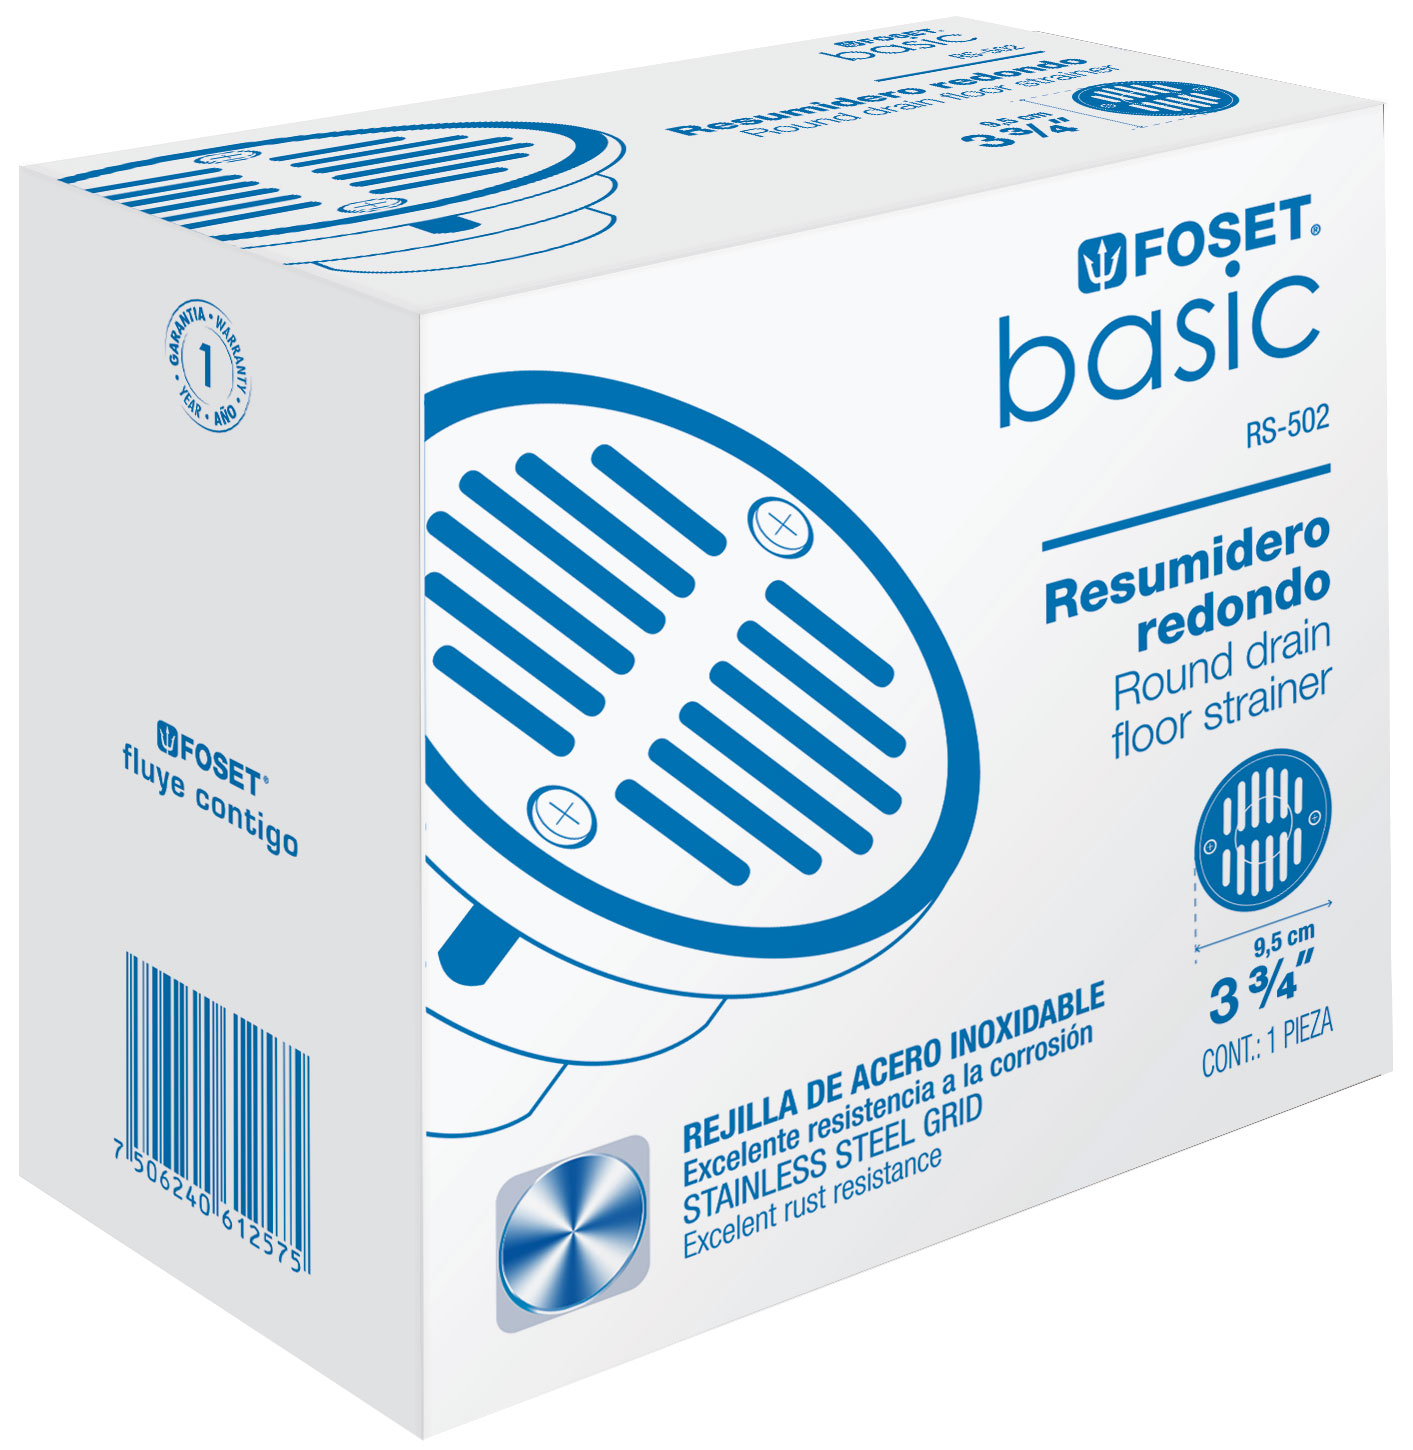 FOSET
basic
RS-502
Resumidero redondo
Round drain floor strainer
9,5 cm
3 3/4"
GARANTIA • WARRANTY • AÑO • YEAR •
1
FOSET®
fluye contigo
7 506240 612575
FOSET®
basic
RS-502
Resumidero
redondo
Round drain
floor strainer
9,5 cm
3 3/4"
CONT.: 1 PIEZA
REJILLA DE ACERO INOXIDABLE
Excelente resistencia a la corrosión
STAINLESS STEEL GRID
Excelent rust resistance